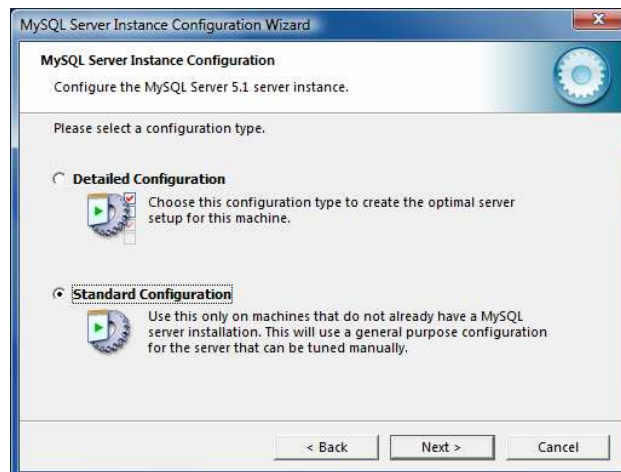 MySQL Server Instance Configuration Wizard
MySQL Server Instance Configuration
Configure the MySQL Server 5.1 server instance.
Please select a configuration type.
Detailed Configuration
Choose this configuration type to create the optimal server
setup for this machine.
Standard Configuration
Use this only on machines that do not already have a MySQL
server installation. This will use a general purpose configuration
for the server that can be tuned manually.
< Back
Next >
Cancel